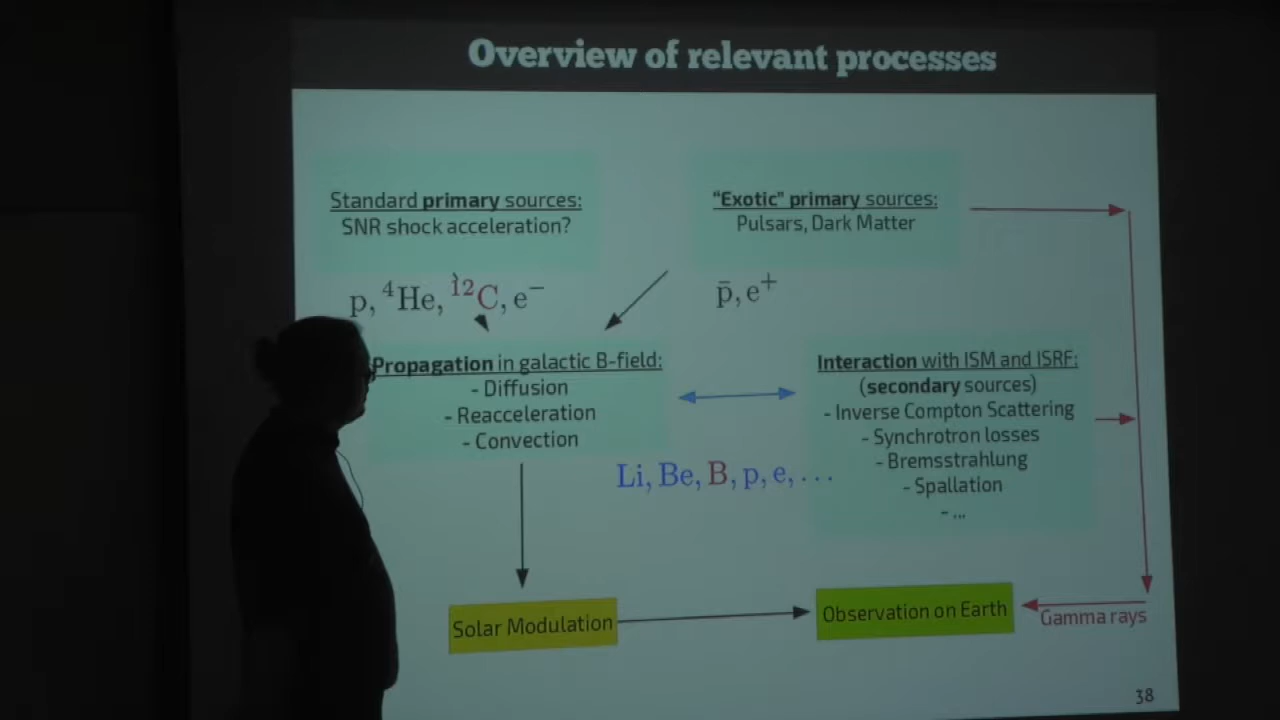 Overview of relevant processes
Standard primary sources:
SNR shock acceleration?
"Exotic" primary sources:
Pulsars, Dark Matter
p, ⁴He, ¹²C, e⁻
p̄, e⁺
Propagation in galactic B-field:
- Diffusion
- Reacceleration
- Convection
Interaction with ISM and ISRF:
(secondary sources)
- Inverse Compton Scattering
- Synchrotron losses
- Bremsstrahlung
- Spallation
- ...
Li, Be, B, p, e, ...
Solar Modulation
Observation on Earth
Gamma rays
38